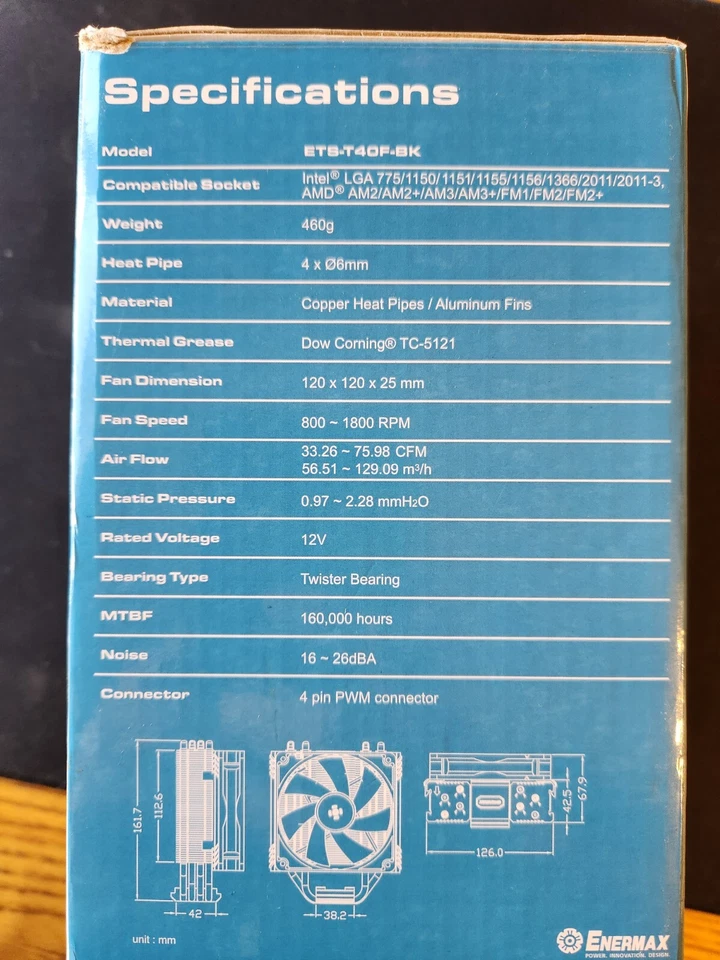 Specifications
Model ETS-T40F-BK
Compatible Socket Intel® LGA 775/1150/1151/1155/1156/1366/2011/2011-3,
AMD® AM2/AM2+/AM3/AM3+/FM1/FM2/FM2+
Weight 460g
Heat Pipe 4 x Ø6mm
Material Copper Heat Pipes / Aluminum Fins
Thermal Grease Dow Corning® TC-5121
Fan Dimension 120 x 120 x 25 mm
Fan Speed 800 ~ 1800 RPM
Air Flow 33.26 ~ 75.98 CFM
56.51 ~ 129.09 m³/h
Static Pressure 0.97 ~ 2.28 mmH₂O
Rated Voltage 12V
Bearing Type Twister Bearing
MTBF 160,000 hours
Noise 16 ~ 26dBA
Connector 4 pin PWM connector
161.7
112.6
42
38.2
126.0
42.5
67.9
unit : mm
ENERMAX
POWER. INNOVATION. DESIGN.